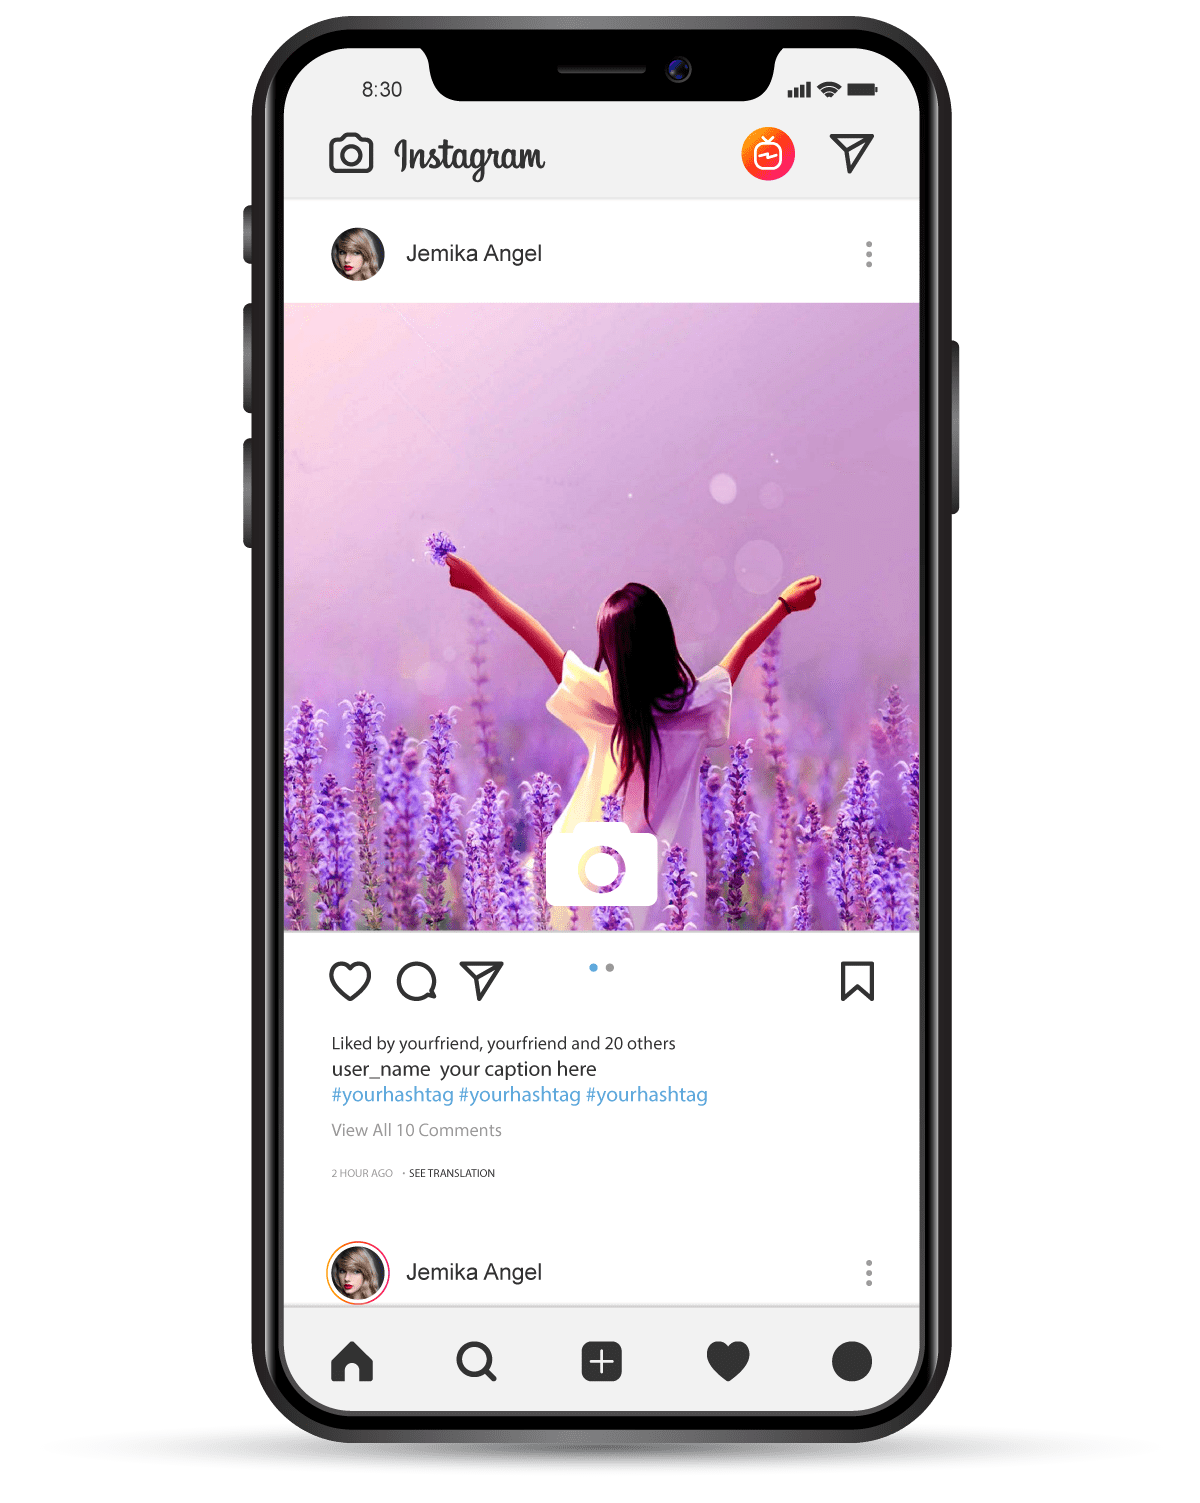 8:30
Instagram
Jemika Angel
Liked by yourfriend, yourfriend and 20 others
user_name your caption here
#yourhashtag #yourhashtag #yourhashtag
View All 10 Comments
2 HOUR AGO · SEE TRANSLATION
Jemika Angel